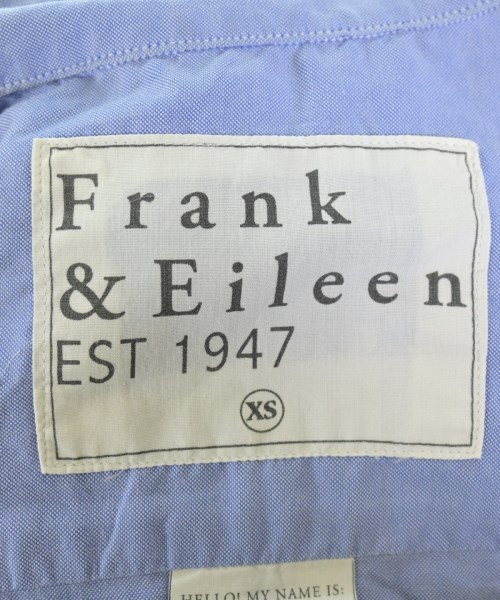 Frank
& Eileen
EST 1947
XS
HELLO! MY NAME IS: